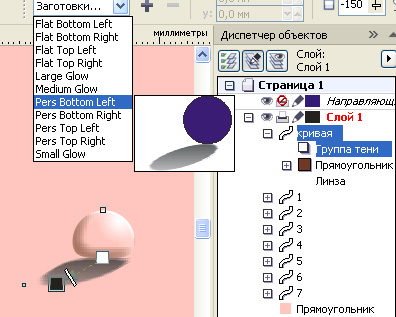 Заготовки...
-150
0,0 мм
Flat Bottom Left
Flat Bottom Right
Flat Top Left
Flat Top Right
Large Glow
Medium Glow
Pers Bottom Left
Pers Bottom Right
Pers Top Left
Pers Top Right
Small Glow
миллиметры
Диспетчер объектов
Слой:
Слой 1
Страница 1
Направляющ
Слой 1
кривая
Группа тени
Прямоугольник
Линза
1
2
3
4
5
6
7
Прямоугольник